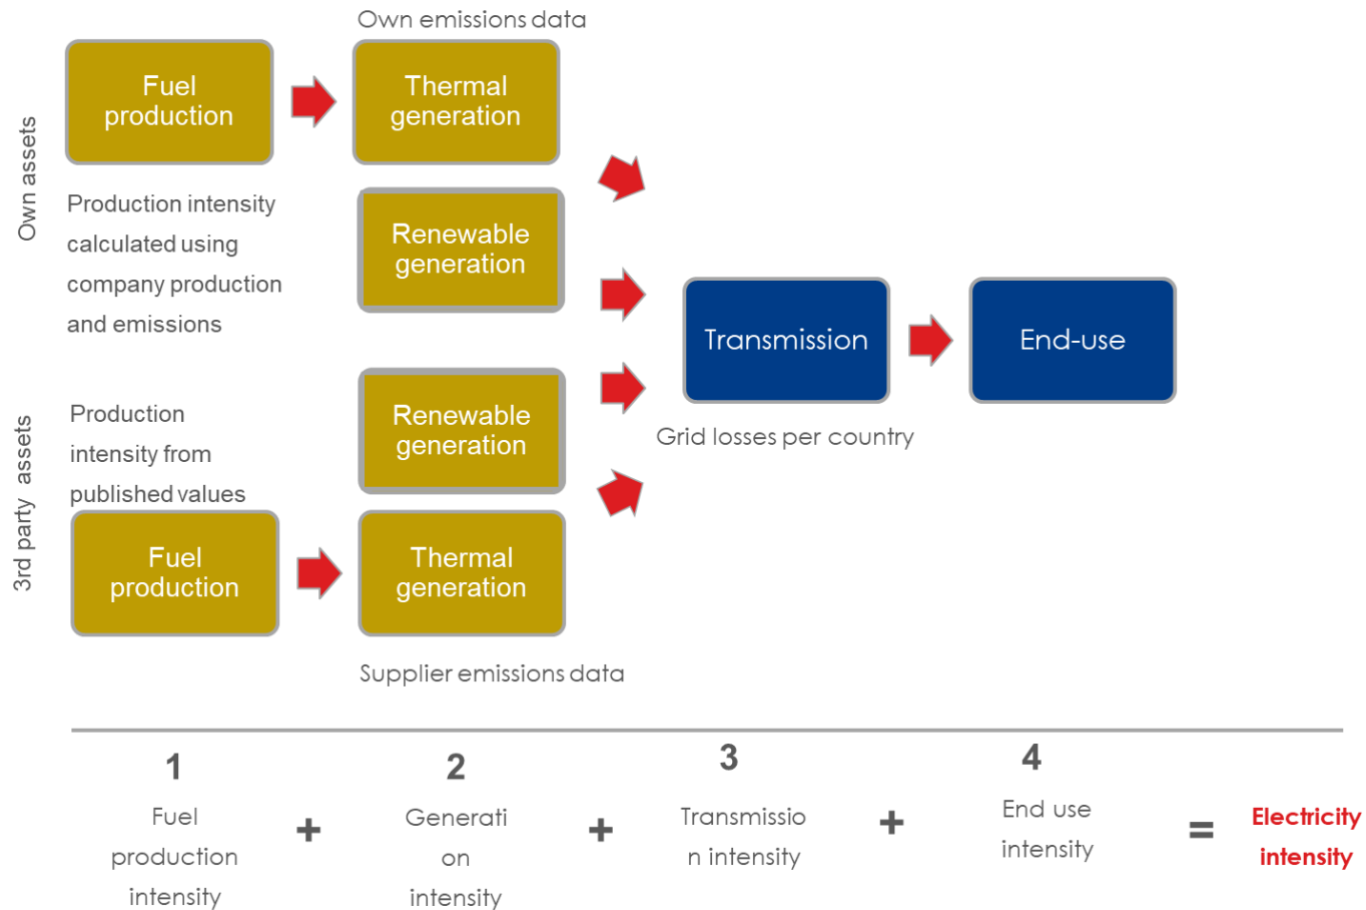 Own emissions data
Own assets
Fuel
production
Thermal
generation
Production intensity
calculated using
company production
and emissions
Renewable
generation
Transmission
End-use
Grid losses per country
3rd party assets
Production
intensity from
published values
Renewable
generation
Fuel
production
Thermal
generation
Supplier emissions data
1
2
3
4
Fuel
production
intensity
+
Generati
on
intensity
+
Transmissio
n intensity
+
End use
intensity
=
Electricity
intensity